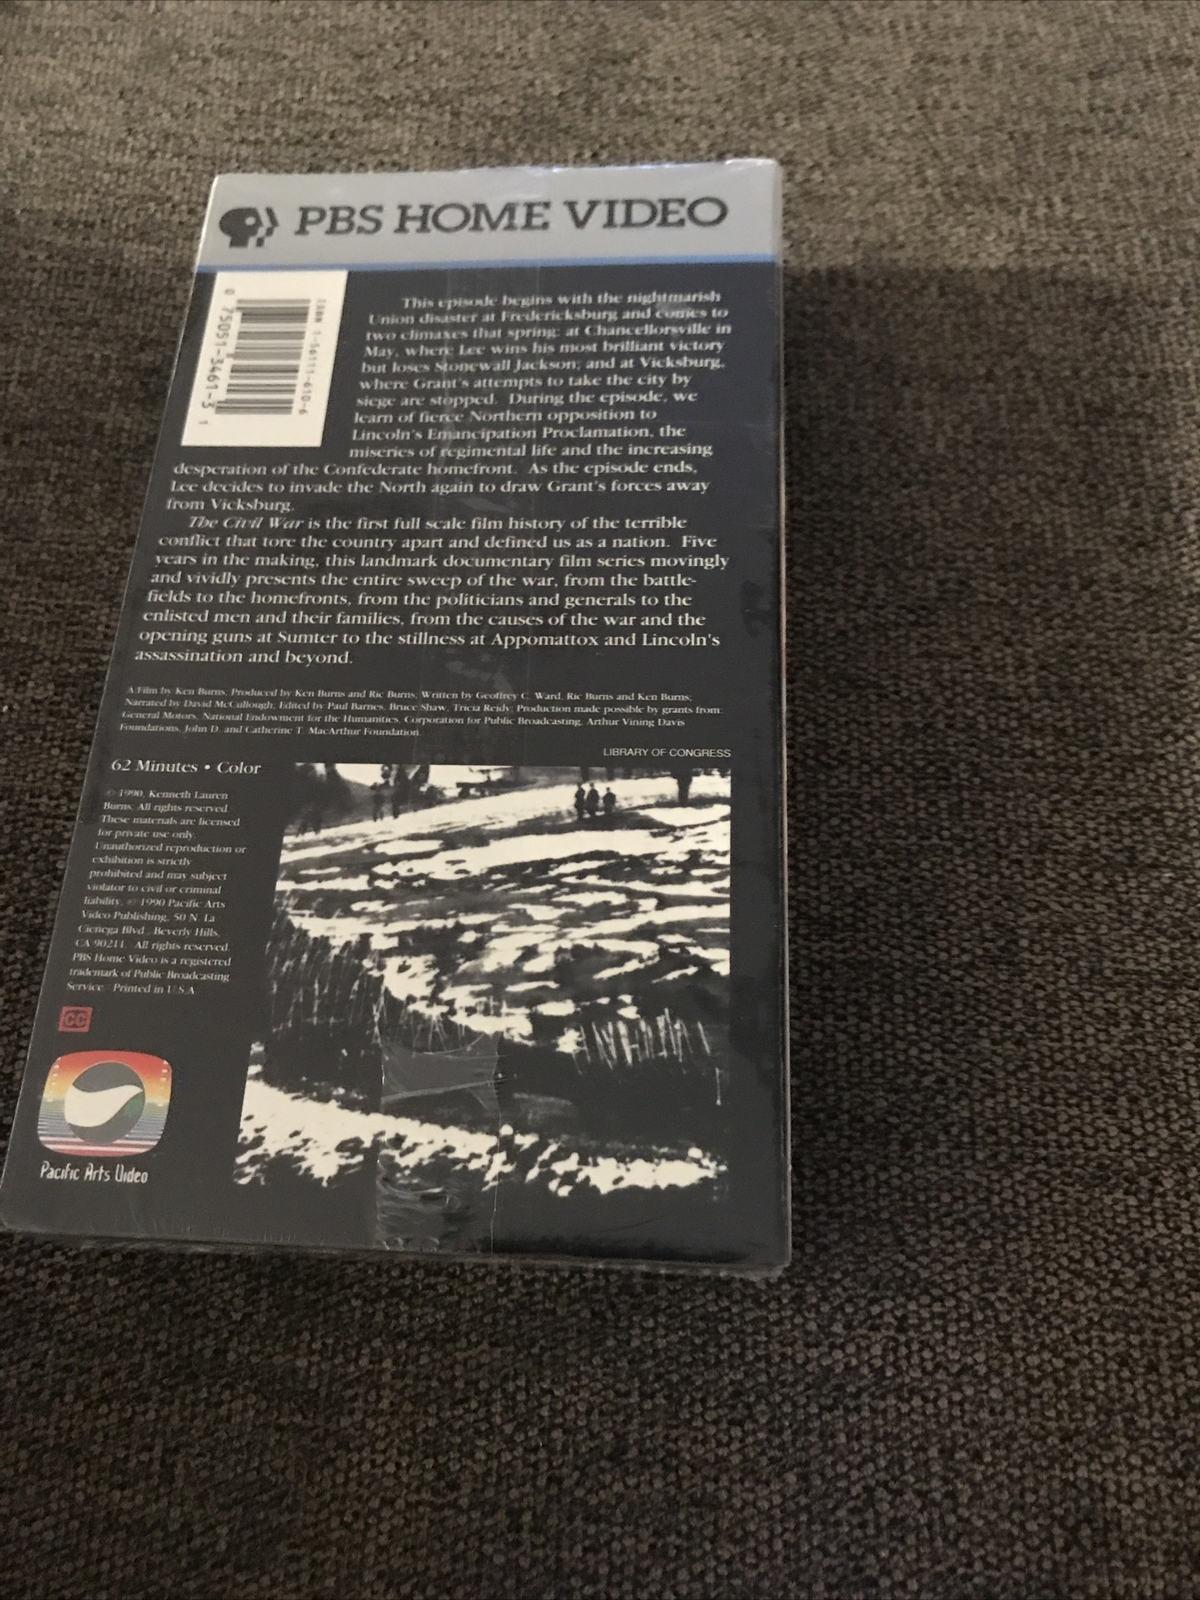 PBS HOME VIDEO
ISBN 1-56111-610-6
0 75051-3461-3 1
This episode begins with the nightmarish
Union disaster at Fredericksburg and comes to
two climaxes that spring: at Chancellorsville in
May, where Lee wins his most brilliant victory
but loses Stonewall Jackson; and at Vicksburg,
where Grant's attempts to take the city by
siege are stopped. During the episode, we
learn of fierce Northern opposition to
Lincoln's Emancipation Proclamation, the
miseries of regimental life and the increasing
desperation of the Confederate homefront. As the episode ends,
Lee decides to invade the North again to draw Grant's forces away
from Vicksburg.
The Civil War is the first full scale film history of the terrible
conflict that tore the country apart and defined us as a nation. Five
years in the making, this landmark documentary film series movingly
and vividly presents the entire sweep of the war, from the battle-
fields to the homefronts, from the politicians and generals to the
enlisted men and their families, from the causes of the war and the
opening guns at Sumter to the stillness at Appomattox and Lincoln's
assassination and beyond.
A Film by Ken Burns; Produced by Ken Burns and Ric Burns; Written by Geoffrey C. Ward, Ric Burns and Ken Burns;
Narrated by David McCullough; Edited by Paul Barnes, Bruce Shaw, Tricia Reidy; Production made possible by grants from:
General Motors, National Endowment for the Humanities, Corporation for Public Broadcasting, Arthur Vining Davis
Foundations, John D. and Catherine T. MacArthur Foundation.
LIBRARY OF CONGRESS
62 Minutes • Color
© 1990, Kenneth Lauren
Burns. All rights reserved.
These materials are licensed
for private use only.
Unauthorized reproduction or
exhibition is strictly
prohibited and may subject
violator to civil or criminal
liability. © 1990 Pacific Arts
Video Publishing, 50 N. La
Cienega Blvd., Beverly Hills,
CA 90211. All rights reserved.
PBS Home Video is a registered
trademark of Public Broadcasting
Service. Printed in U.S.A.
CC
Pacific Arts Video